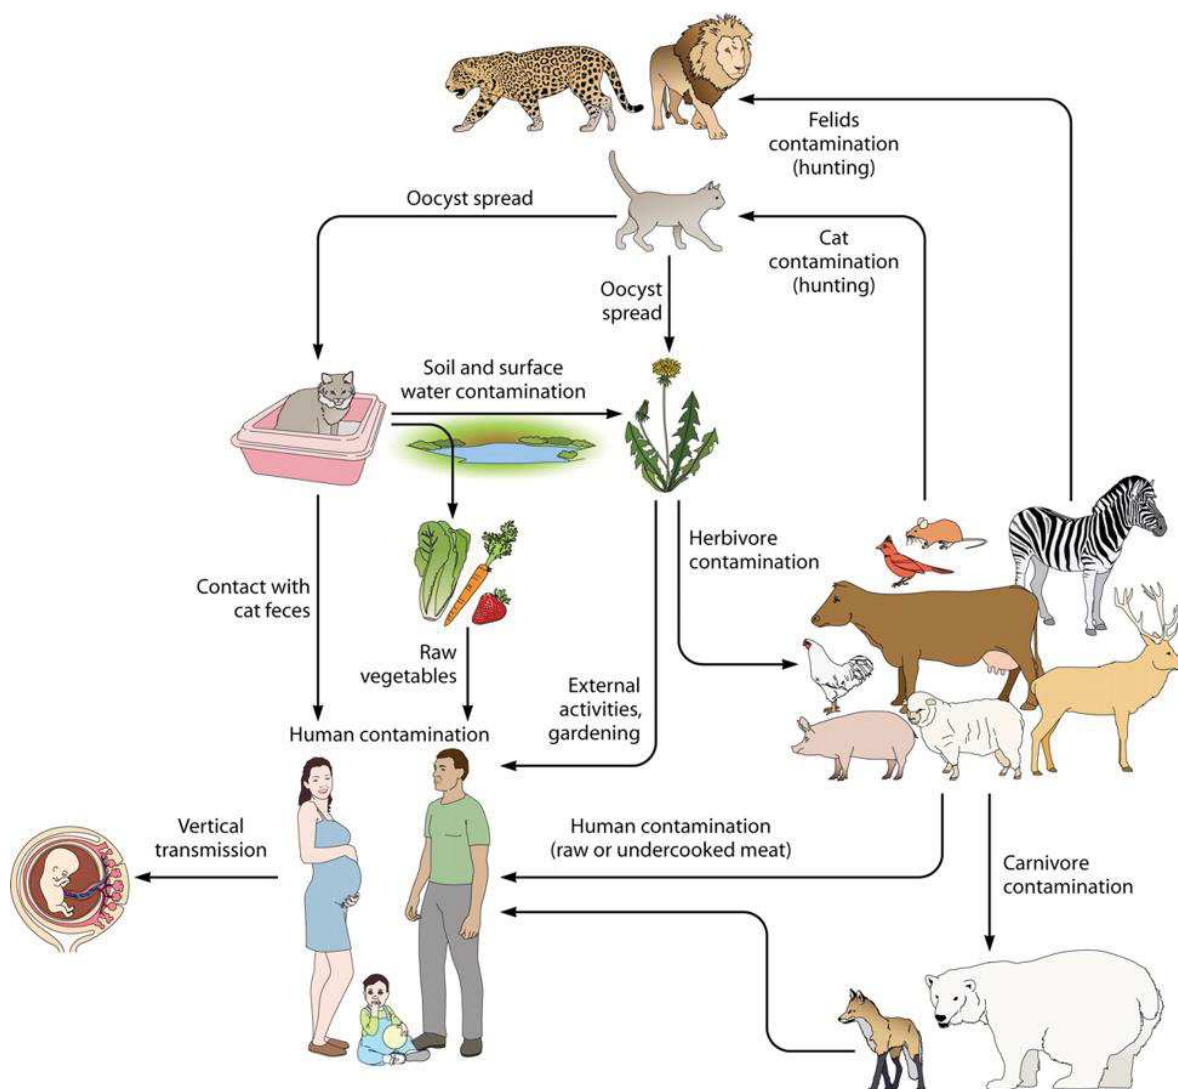 Felids
contamination
(hunting)
Oocyst spread
Cat
contamination
(hunting)
Oocyst
spread
Soil and surface
water contamination
Herbivore
contamination
Contact with
cat feces
Raw
vegetables
External
activities,
gardening
Human contamination
Vertical
transmission
Human contamination
(raw or undercooked meat)
Carnivore
contamination